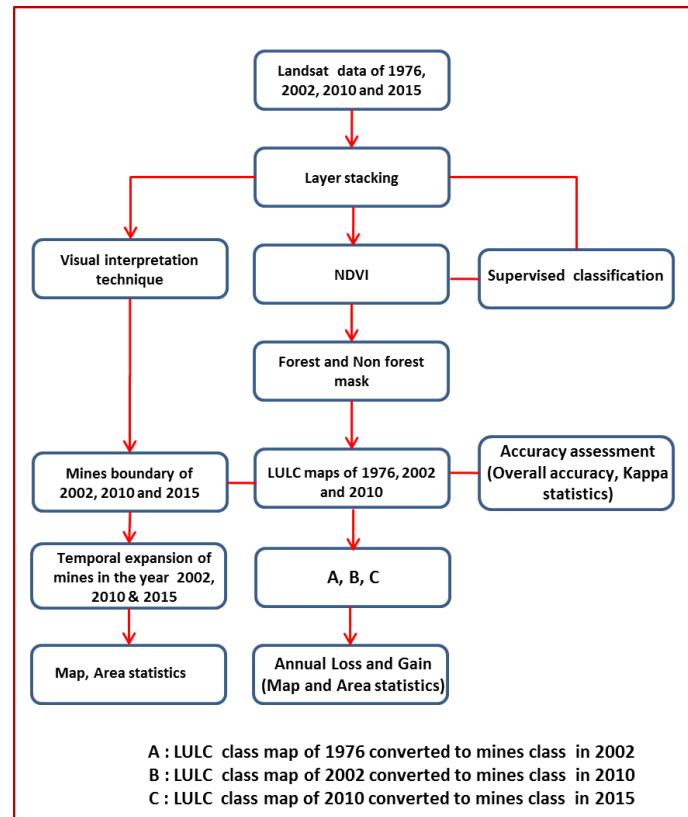 Landsat data of 1976,
2002, 2010 and 2015
Layer stacking
Visual interpretation
technique
NDVI
Supervised classification
Forest and Non forest
mask
Mines boundary of
2002, 2010 and 2015
LULC maps of 1976, 2002
and 2010
Accuracy assessment
(Overall accuracy, Kappa
statistics)
Temporal expansion of
mines in the year 2002,
2010 & 2015
A, B, C
Map, Area statistics
Annual Loss and Gain
(Map and Area statistics)
A : LULC class map of 1976 converted to mines class in 2002
B : LULC class map of 2002 converted to mines class in 2010
C : LULC class map of 2010 converted to mines class in 2015